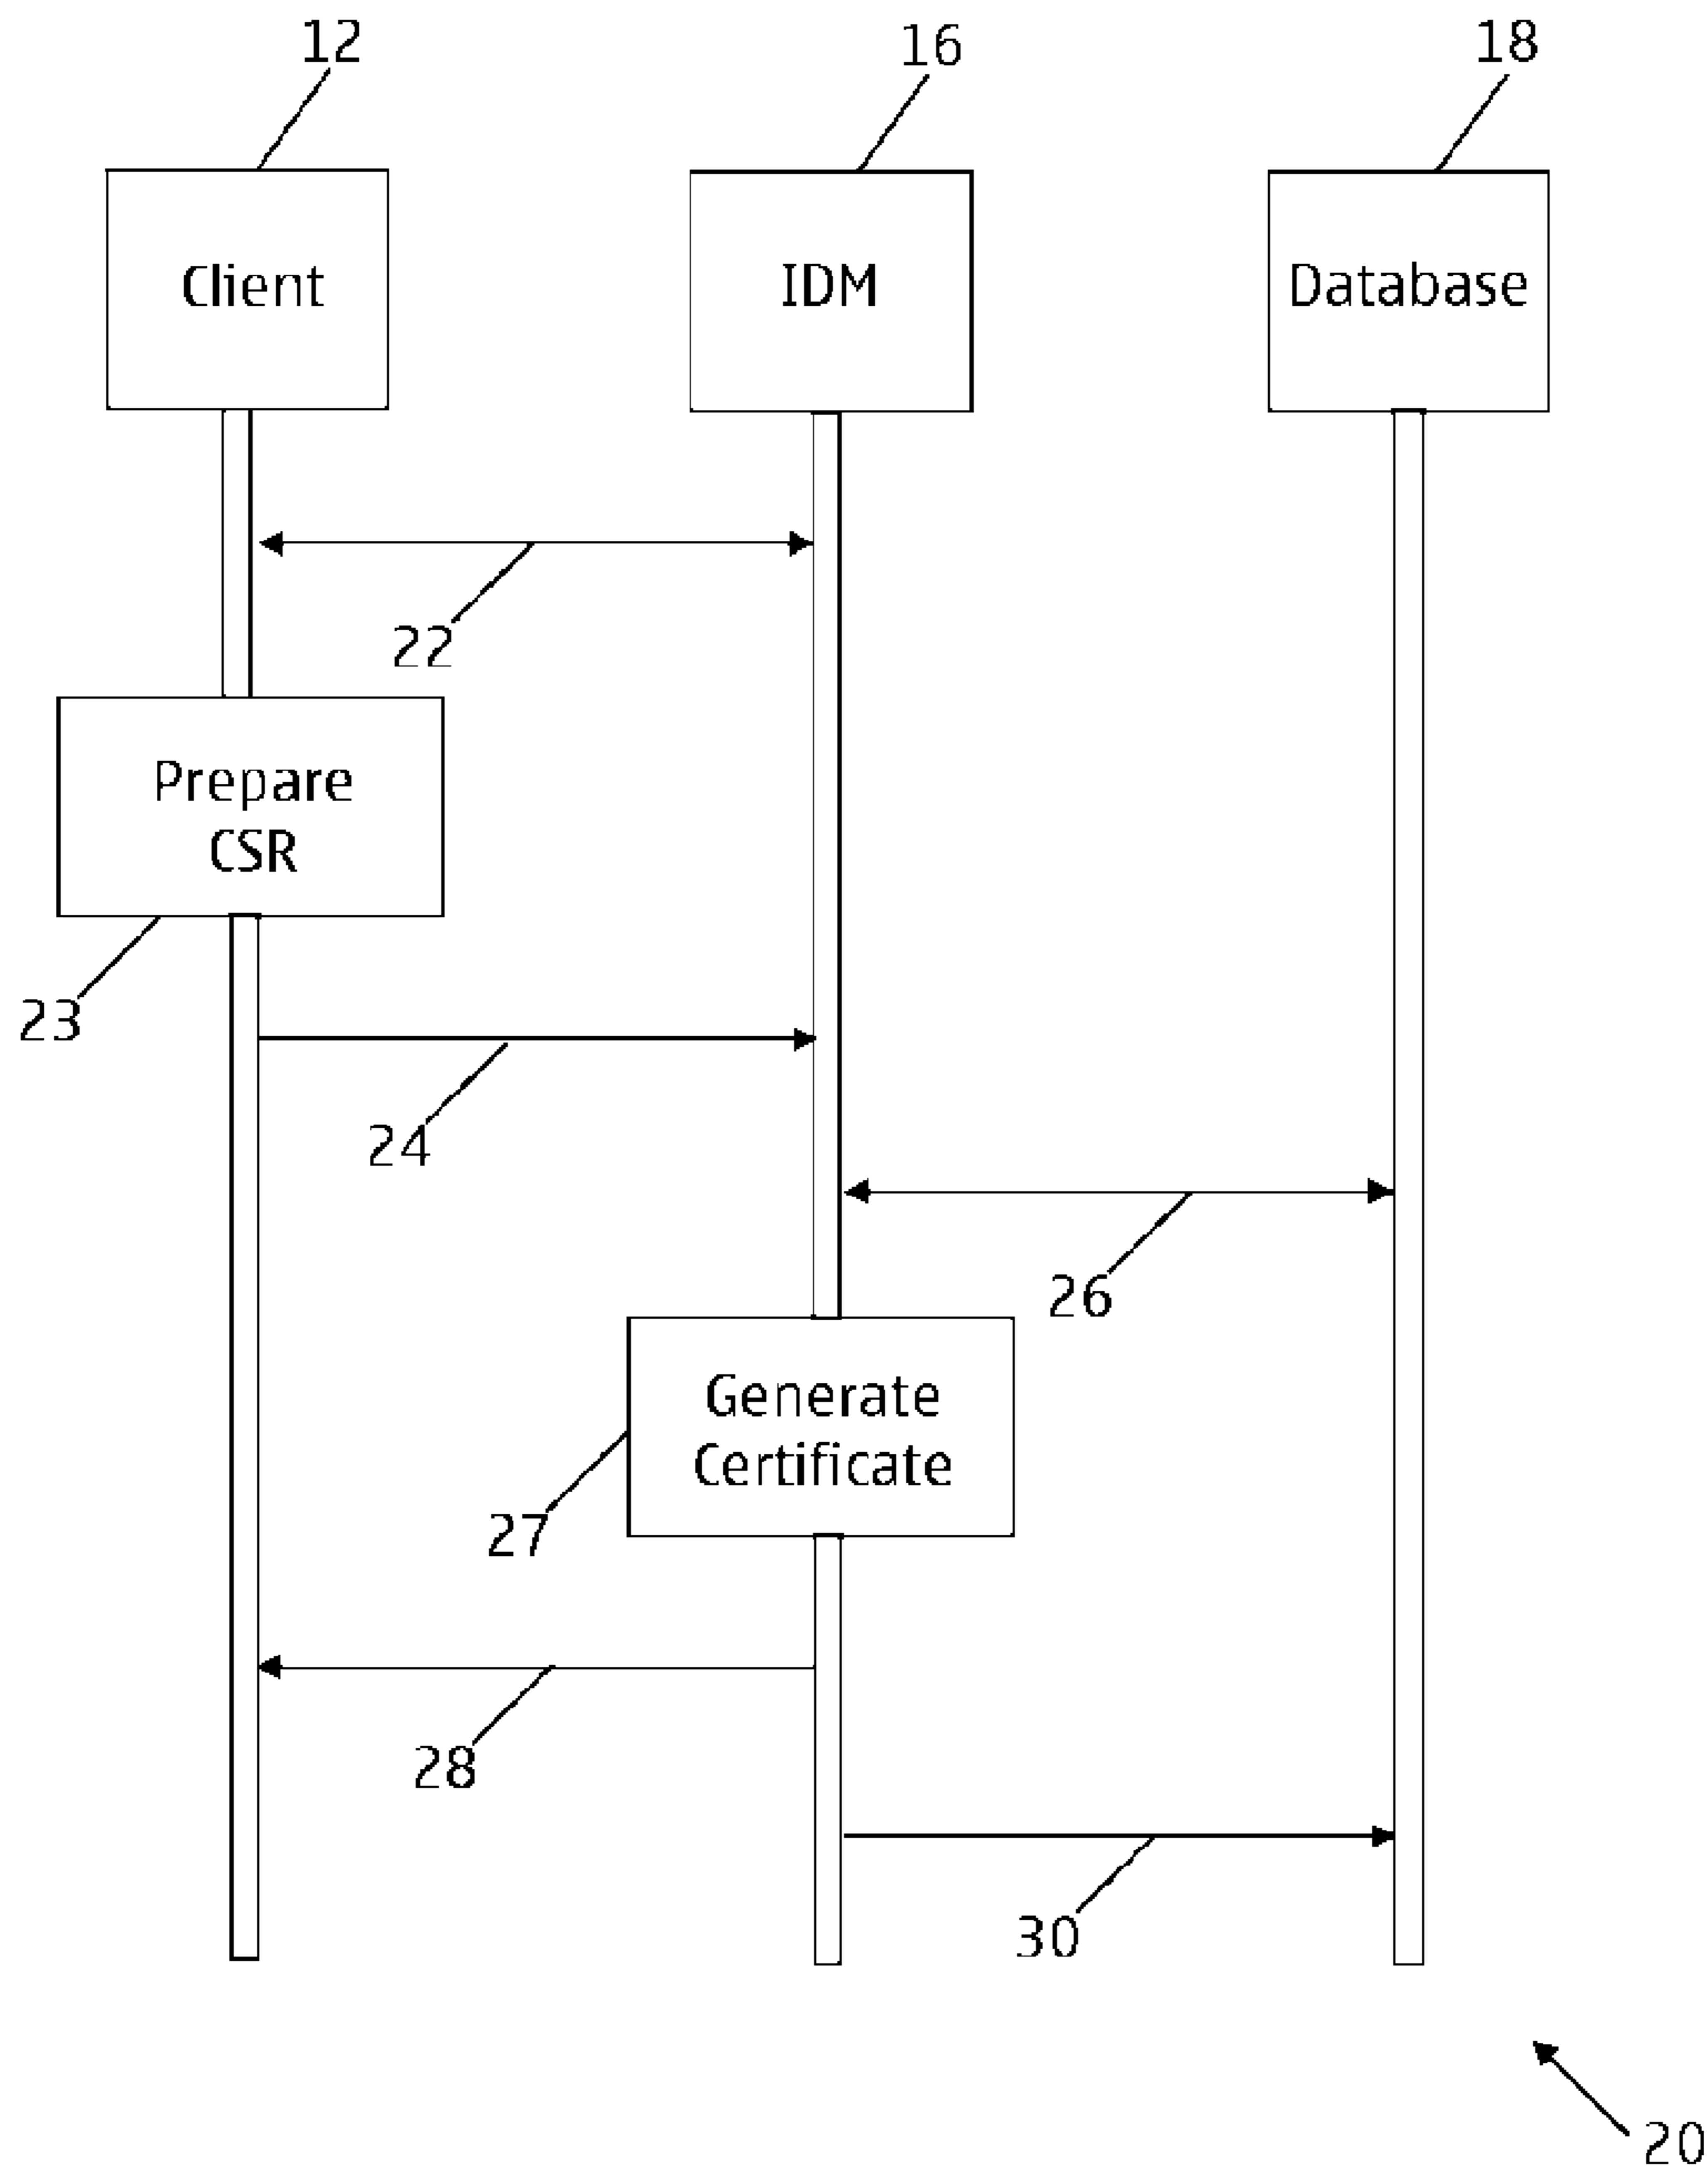 12
16
18
Client
IDM
Database
22
Prepare
CSR
23
24
26
Generate
Certificate
27
28
30
20